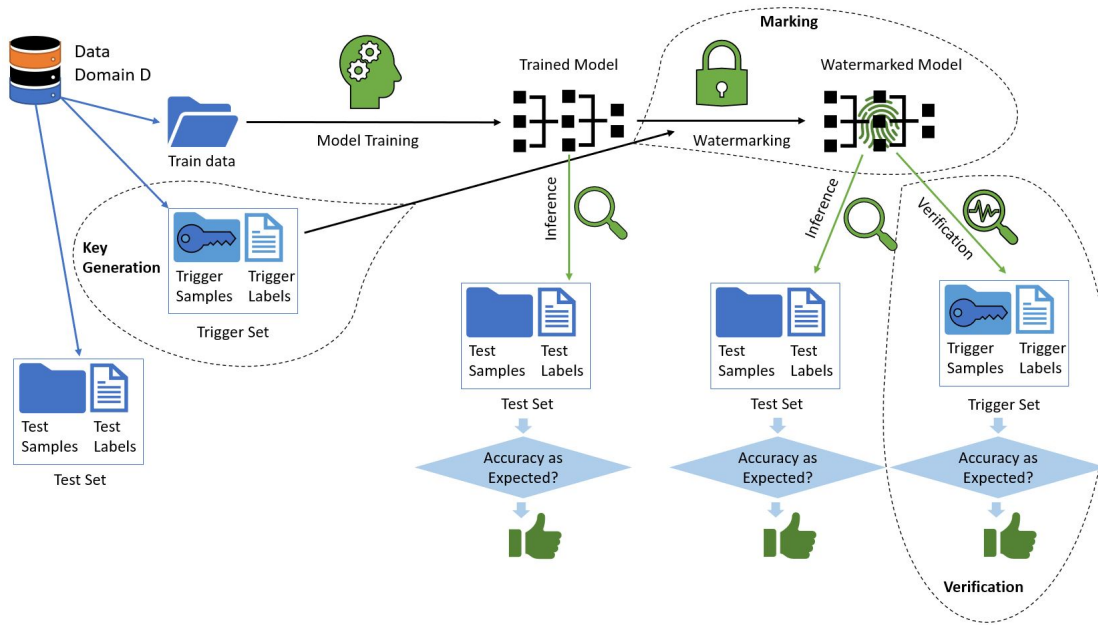 Marking
Data
Domain D
Trained Model
Watermarked Model
Model Training
Watermarking
Train data
Inference
Inference
Verification
Key
Generation
Trigger
Samples
Trigger
Labels
Trigger Set
Test
Samples
Test
Labels
Test Set
Test
Samples
Test
Labels
Test Set
Accuracy as
Expected?
Test
Samples
Test
Labels
Test Set
Accuracy as
Expected?
Trigger
Samples
Trigger
Labels
Trigger Set
Accuracy as
Expected?
Verification